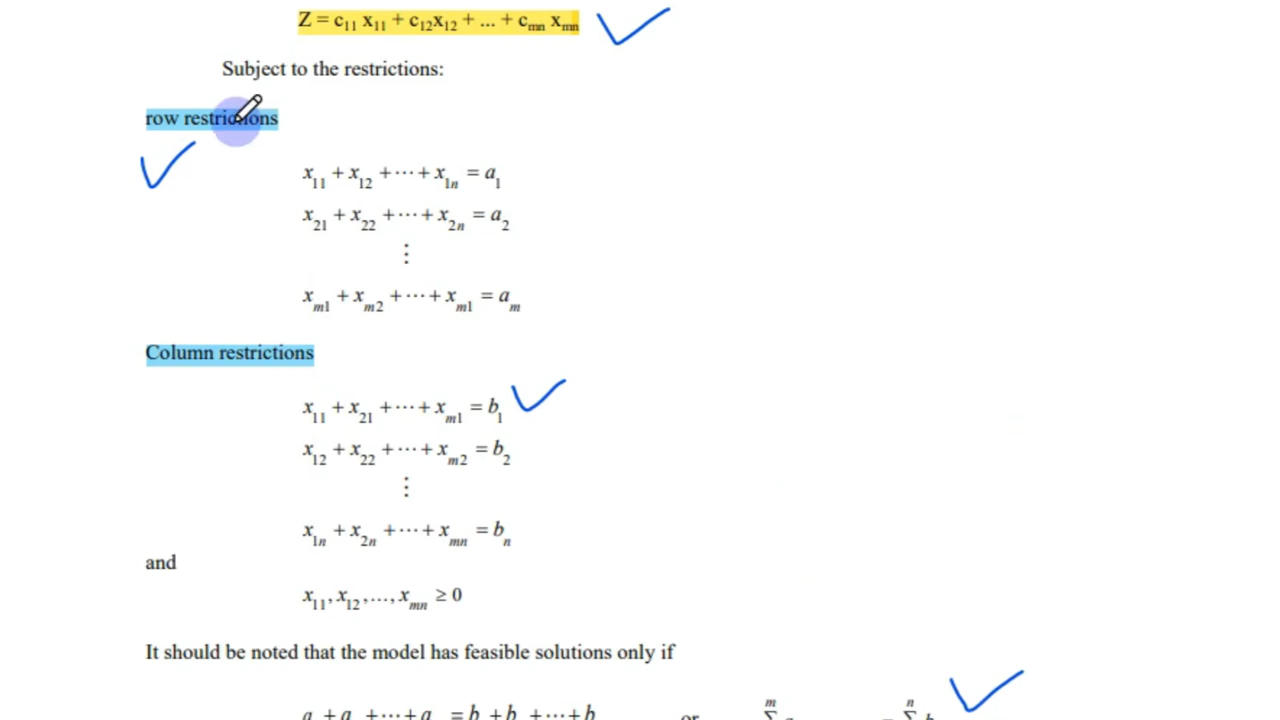 Z = c₁₁ x₁₁ + c₁₂x₁₂ + ... + cₘₙ xₘₙ
Subject to the restrictions:
row restrictions
x₁₁ + x₁₂ + ⋯ + x₁ₙ = a₁
x₂₁ + x₂₂ + ⋯ + x₂ₙ = a₂
⋮
xₘ₁ + xₘ₂ + ⋯ + xₘ₁ = aₘ
Column restrictions
x₁₁ + x₂₁ + ⋯ + xₘ₁ = b₁
x₁₂ + x₂₂ + ⋯ + xₘ₂ = b₂
⋮
x₁ₙ + x₂ₙ + ⋯ + xₘₙ = bₙ
and
x₁₁, x₁₂, ..., xₘₙ ≥ 0
It should be noted that the model has feasible solutions only if